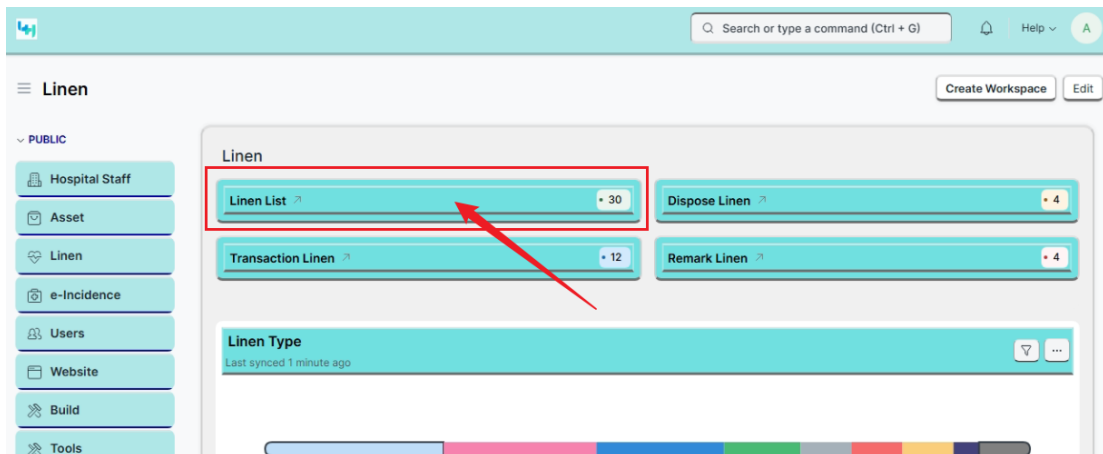 Search or type a command (Ctrl + G)
Help
A
Linen
Create Workspace
Edit
PUBLIC
Hospital Staff
Asset
Linen
e-Incidence
Users
Website
Build
Tools
Linen
Linen List
30
Dispose Linen
4
Transaction Linen
12
Remark Linen
4
Linen Type
Last synced 1 minute ago